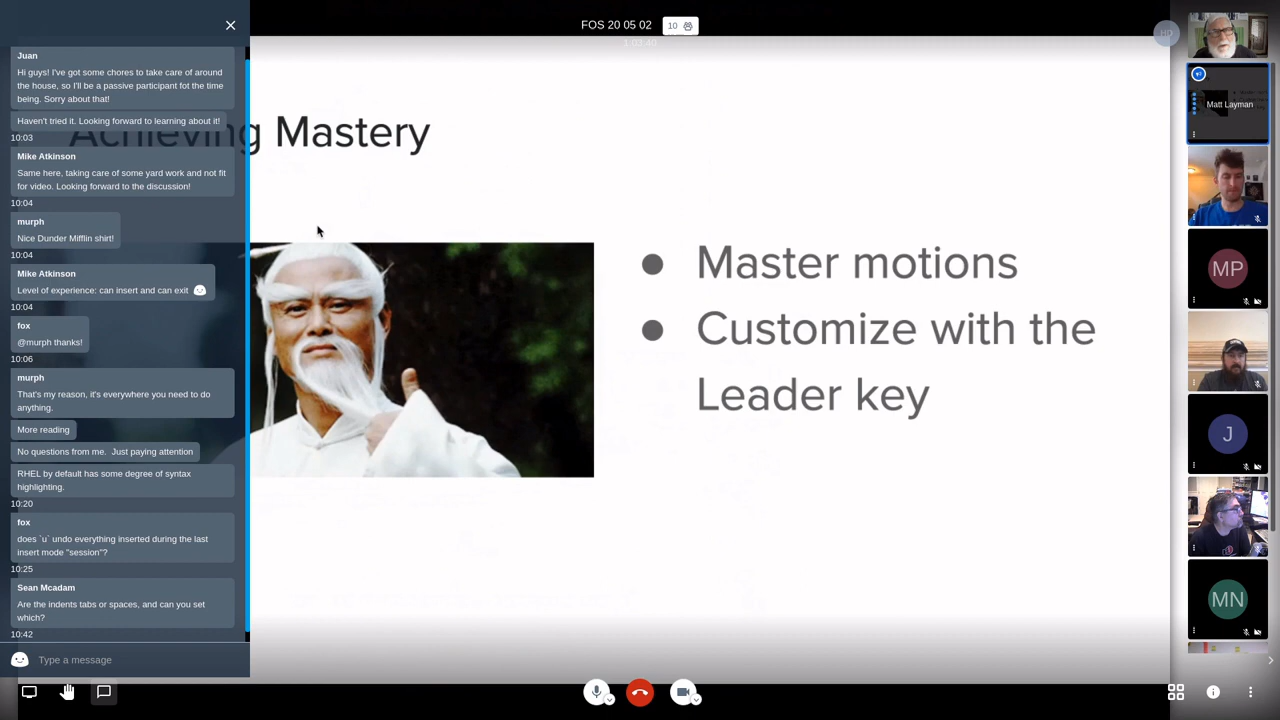 FOS 20 05 02
10
1:03:40
HD
Juan
Hi guys! I've got some chores to take care of around
the house, so I'll be a passive participant fot the time
being. Sorry about that!
Haven't tried it. Looking forward to learning about it!
10:03
Mike Atkinson
Same here, taking care of some yard work and not fit
for video. Looking forward to the discussion!
10:04
murph
Nice Dunder Mifflin shirt!
10:04
Mike Atkinson
Level of experience: can insert and can exit
10:04
fox
@murph thanks!
10:06
murph
That's my reason, it's everywhere you need to do
anything.
More reading
No questions from me.  Just paying attention
RHEL by default has some degree of syntax
highlighting.
10:20
fox
does `u` undo everything inserted during the last
insert mode "session"?
10:25
Sean Mcadam
Are the indents tabs or spaces, and can you set
which?
10:42
Type a message
Achieving Mastery
● Master motions
● Customize with the
Leader key
Matt Layman
MP
J
MN